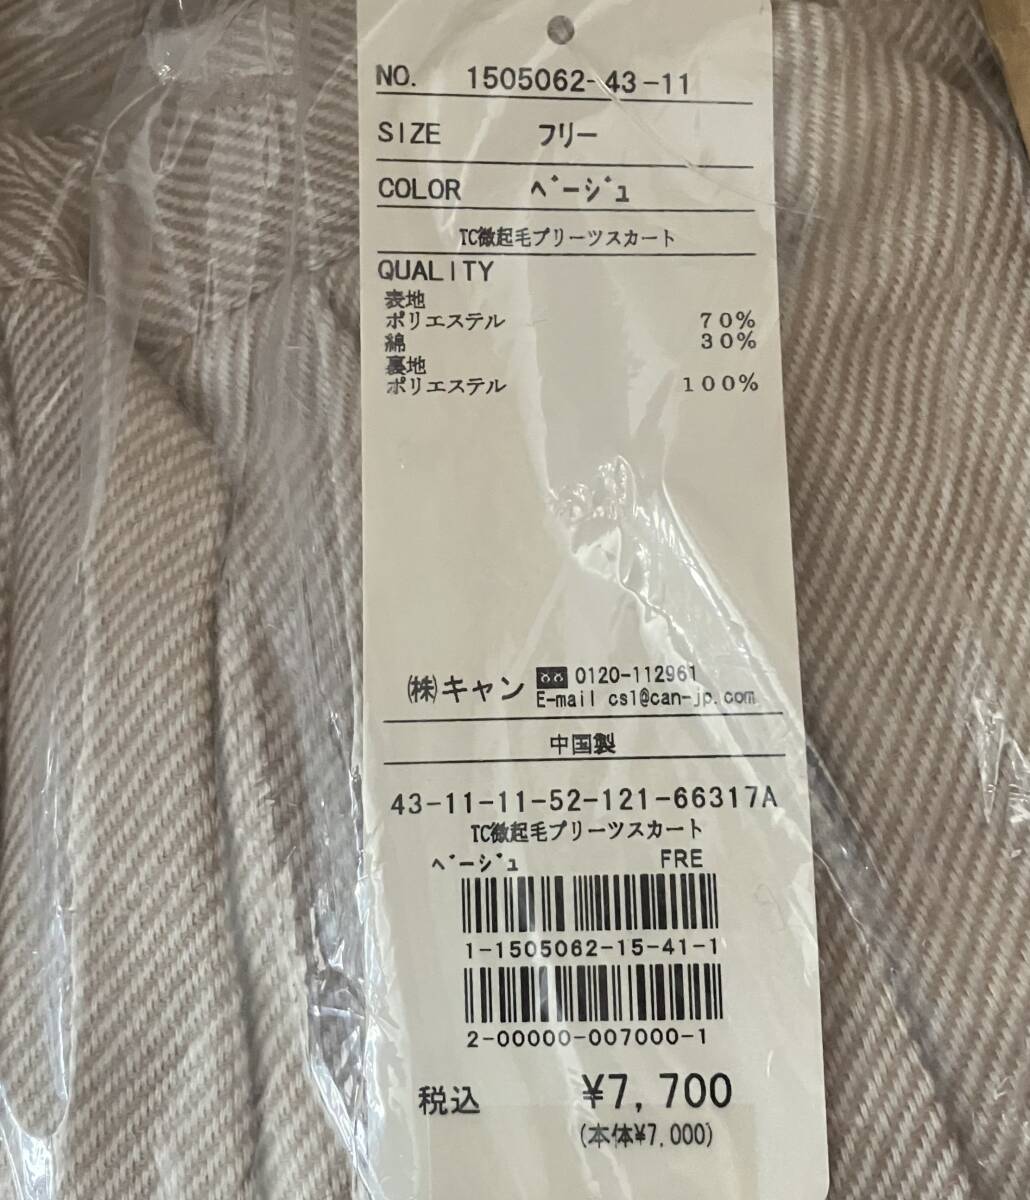 NO. 1505062-43-11
SIZE フリー
COLOR ベージュ
TC微起毛プリーツスカート
QUALITY
表地
ポリエステル 70%
綿 30%
裏地
ポリエステル 100%
㈱キャン 0120-112961
E-mail cs1@can-jp.com
中国製
43-11-11-52-121-66317A
TC微起毛プリーツスカート
ベージュ FRE
1-1505062-15-41-1
2-00000-007000-1
税込 ¥7,700
(本体¥7,000)